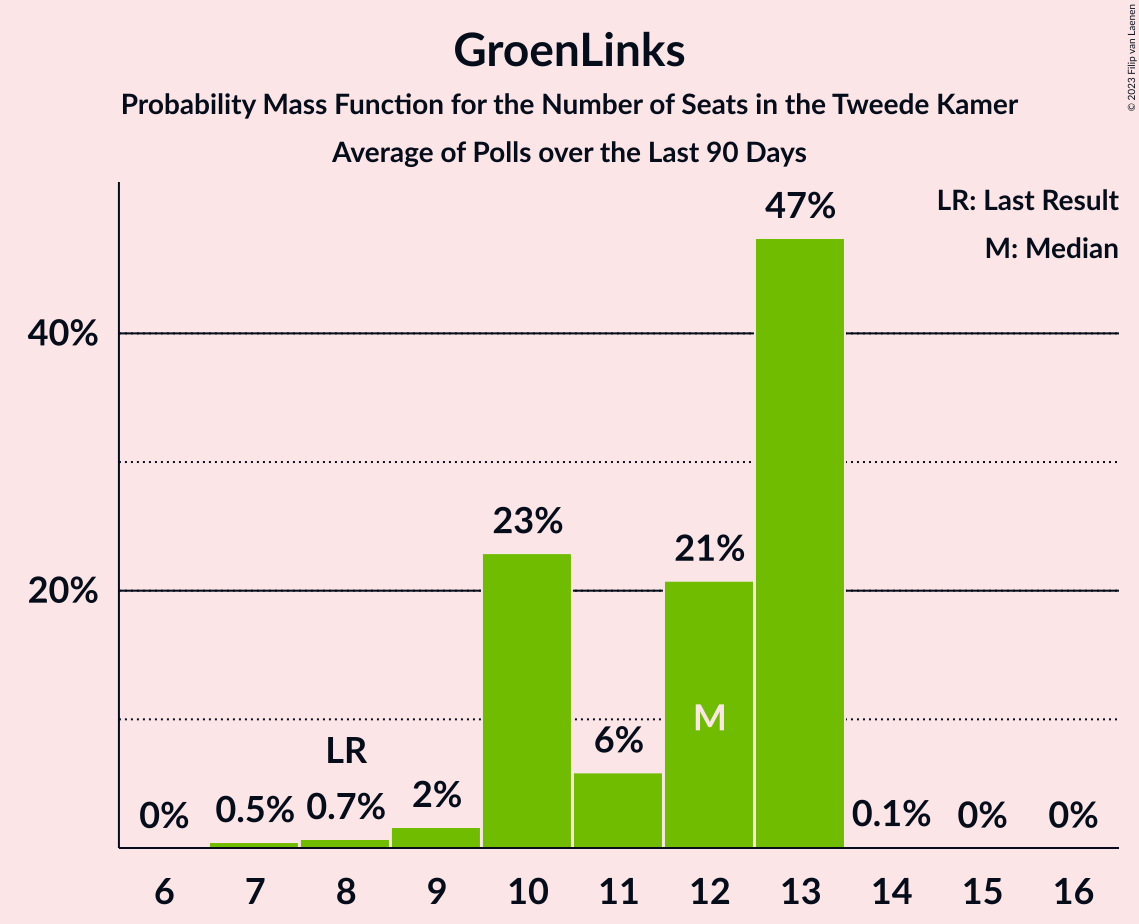 GroenLinks
Probability Mass Function for the Number of Seats in the Tweede Kamer
Average of Polls over the Last 90 Days
© 2023 Filip van Laenen
LR: Last Result
M: Median
47%
40%
23%
21%
20%
M
6%
LR
2%
0% 0.5% 0.7% 0.1% 0% 0%
6 7 8 9 10 11 12 13 14 15 16